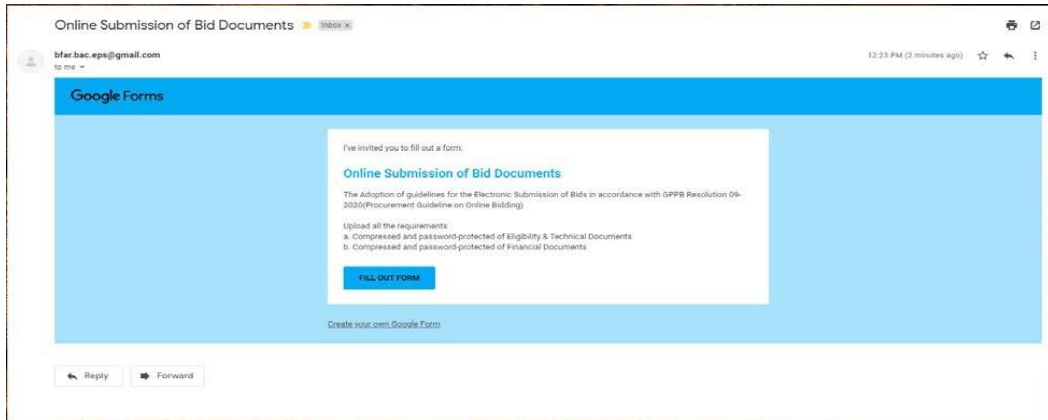 Online Submission of Bid Documents Inbox x
bfar.bac.eps@gmail.com 12:23 PM (2 minutes ago)
to me
Google Forms
I've invited you to fill out a form:
Online Submission of Bid Documents
The Adoption of guidelines for the Electronic Submission of Bids in accordance with GPPB Resolution 09-
2020(Procurement Guideline on Online Bidding)
Upload all the requirements
a. Compressed and password-protected of Eligibility & Technical Documents
b. Compressed and password-protected of Financial Documents
FILL OUT FORM
Create your own Google Form
Reply Forward